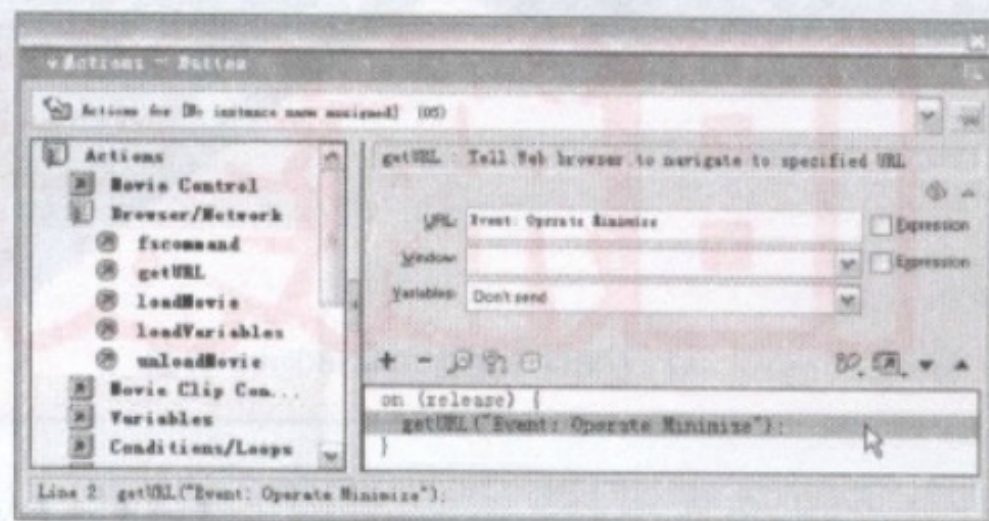 Actions - Button
Actions for [No instance name assigned] (05)
Actions
Movie Control
Browser/Network
fscommand
getURL
loadMovie
loadVariables
unloadMovie
Movie Clip Con...
Variables
Conditions/Loops
getURL : Tell Web browser to navigate to specified URL
URL: Event: Operate Minimize Expression
Window: Expression
Variables: Don't send
on (release) {
getURL("Event: Operate Minimize");
}
Line 2: getURL("Event: Operate Minimize");